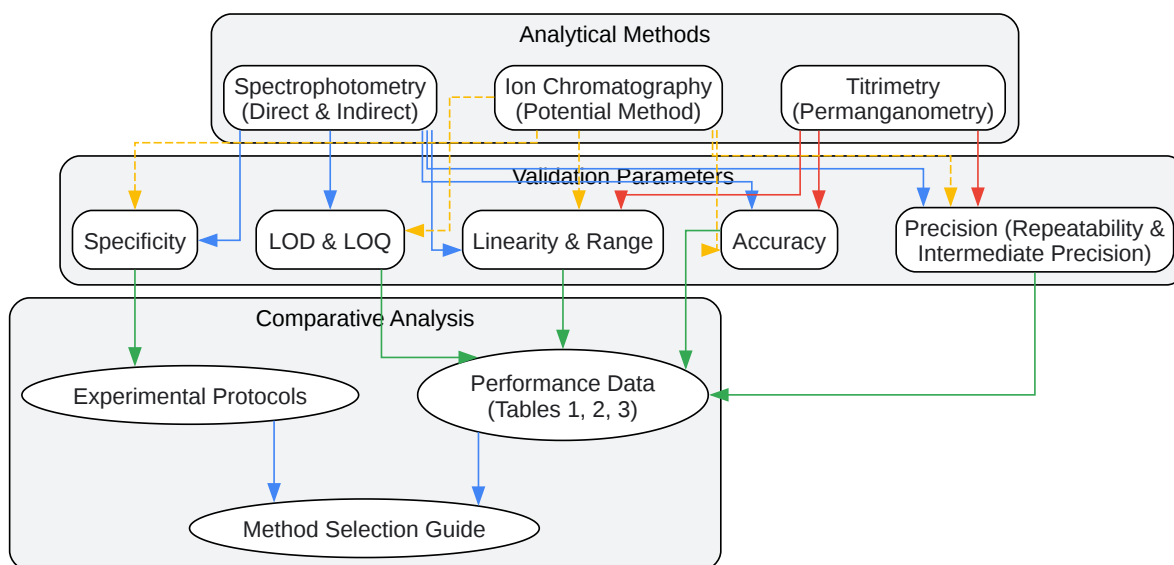 Analytical Methods
Spectrophotometry
(Direct & Indirect)
Ion Chromatography
(Potential Method)
Titrimetry
(Permanganometry)
Validation Parameters
Specificity
LOD & LOQ
Linearity & Range
Accuracy
Precision (Repeatability &
Intermediate Precision)
Comparative Analysis
Experimental Protocols
Performance Data
(Tables 1, 2, 3)
Method Selection Guide